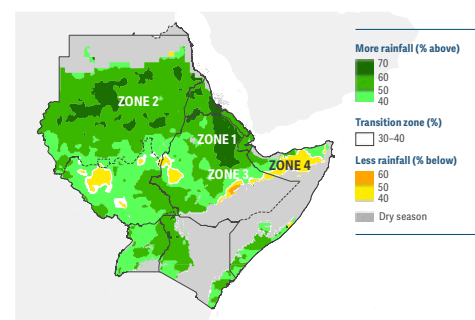 ZONE 2
ZONE 1
ZONE 3
ZONE 4
More rainfall (% above)
70
60
50
40
Transition zone (%)
30–40
Less rainfall (% below)
60
50
40
Dry season